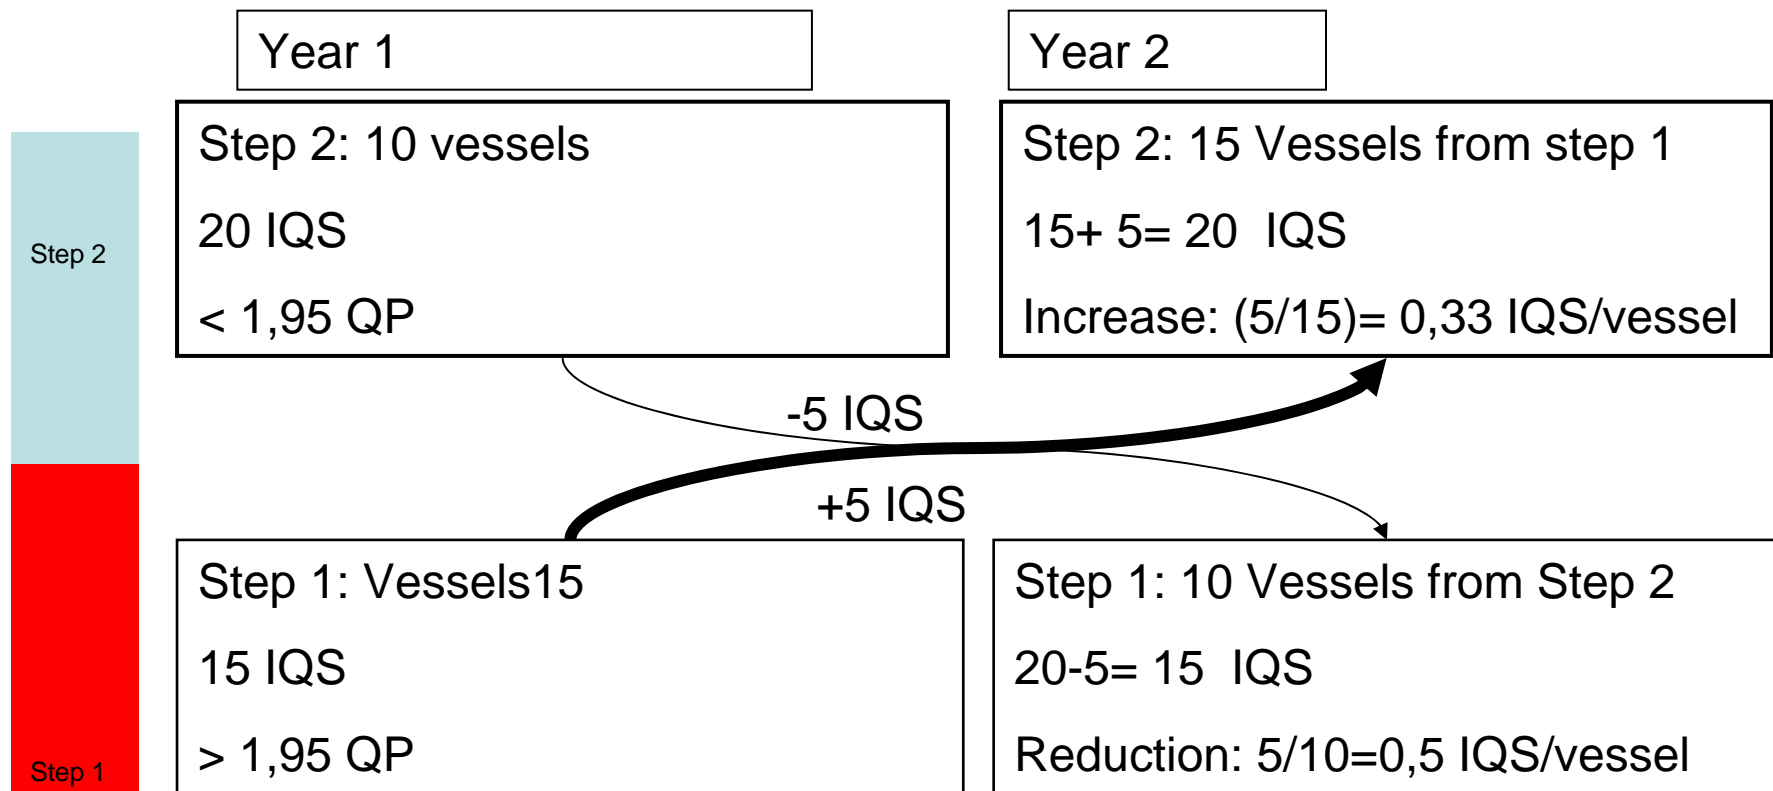 Year 1
Year 2
Step 2
Step 2: 10 vessels
20 IQS
< 1,95 QP
Step 2: 15 Vessels from step 1
15+ 5= 20 IQS
Increase: (5/15)= 0,33 IQS/vessel
-5 IQS
+5 IQS
Step 1
Step 1: Vessels15
15 IQS
> 1,95 QP
Step 1: 10 Vessels from Step 2
20-5= 15 IQS
Reduction: 5/10=0,5 IQS/vessel